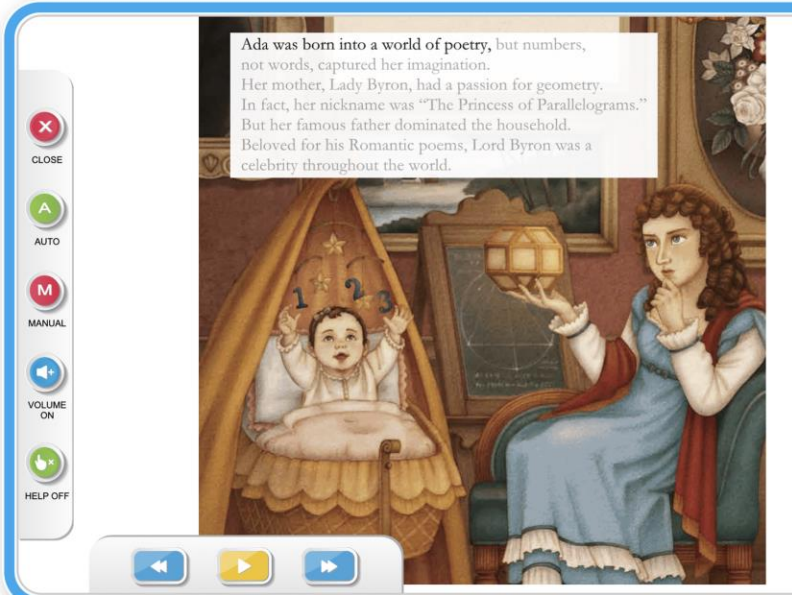 Ada was born into a world of poetry, but numbers,
not words, captured her imagination.
Her mother, Lady Byron, had a passion for geometry.
In fact, her nickname was “The Princess of Parallelograms.”
But her famous father dominated the household.
Beloved for his Romantic poems, Lord Byron was a
celebrity throughout the world.
X
CLOSE
A
AUTO
M
MANUAL
VOLUME
ON
HELP OFF
1 2 3